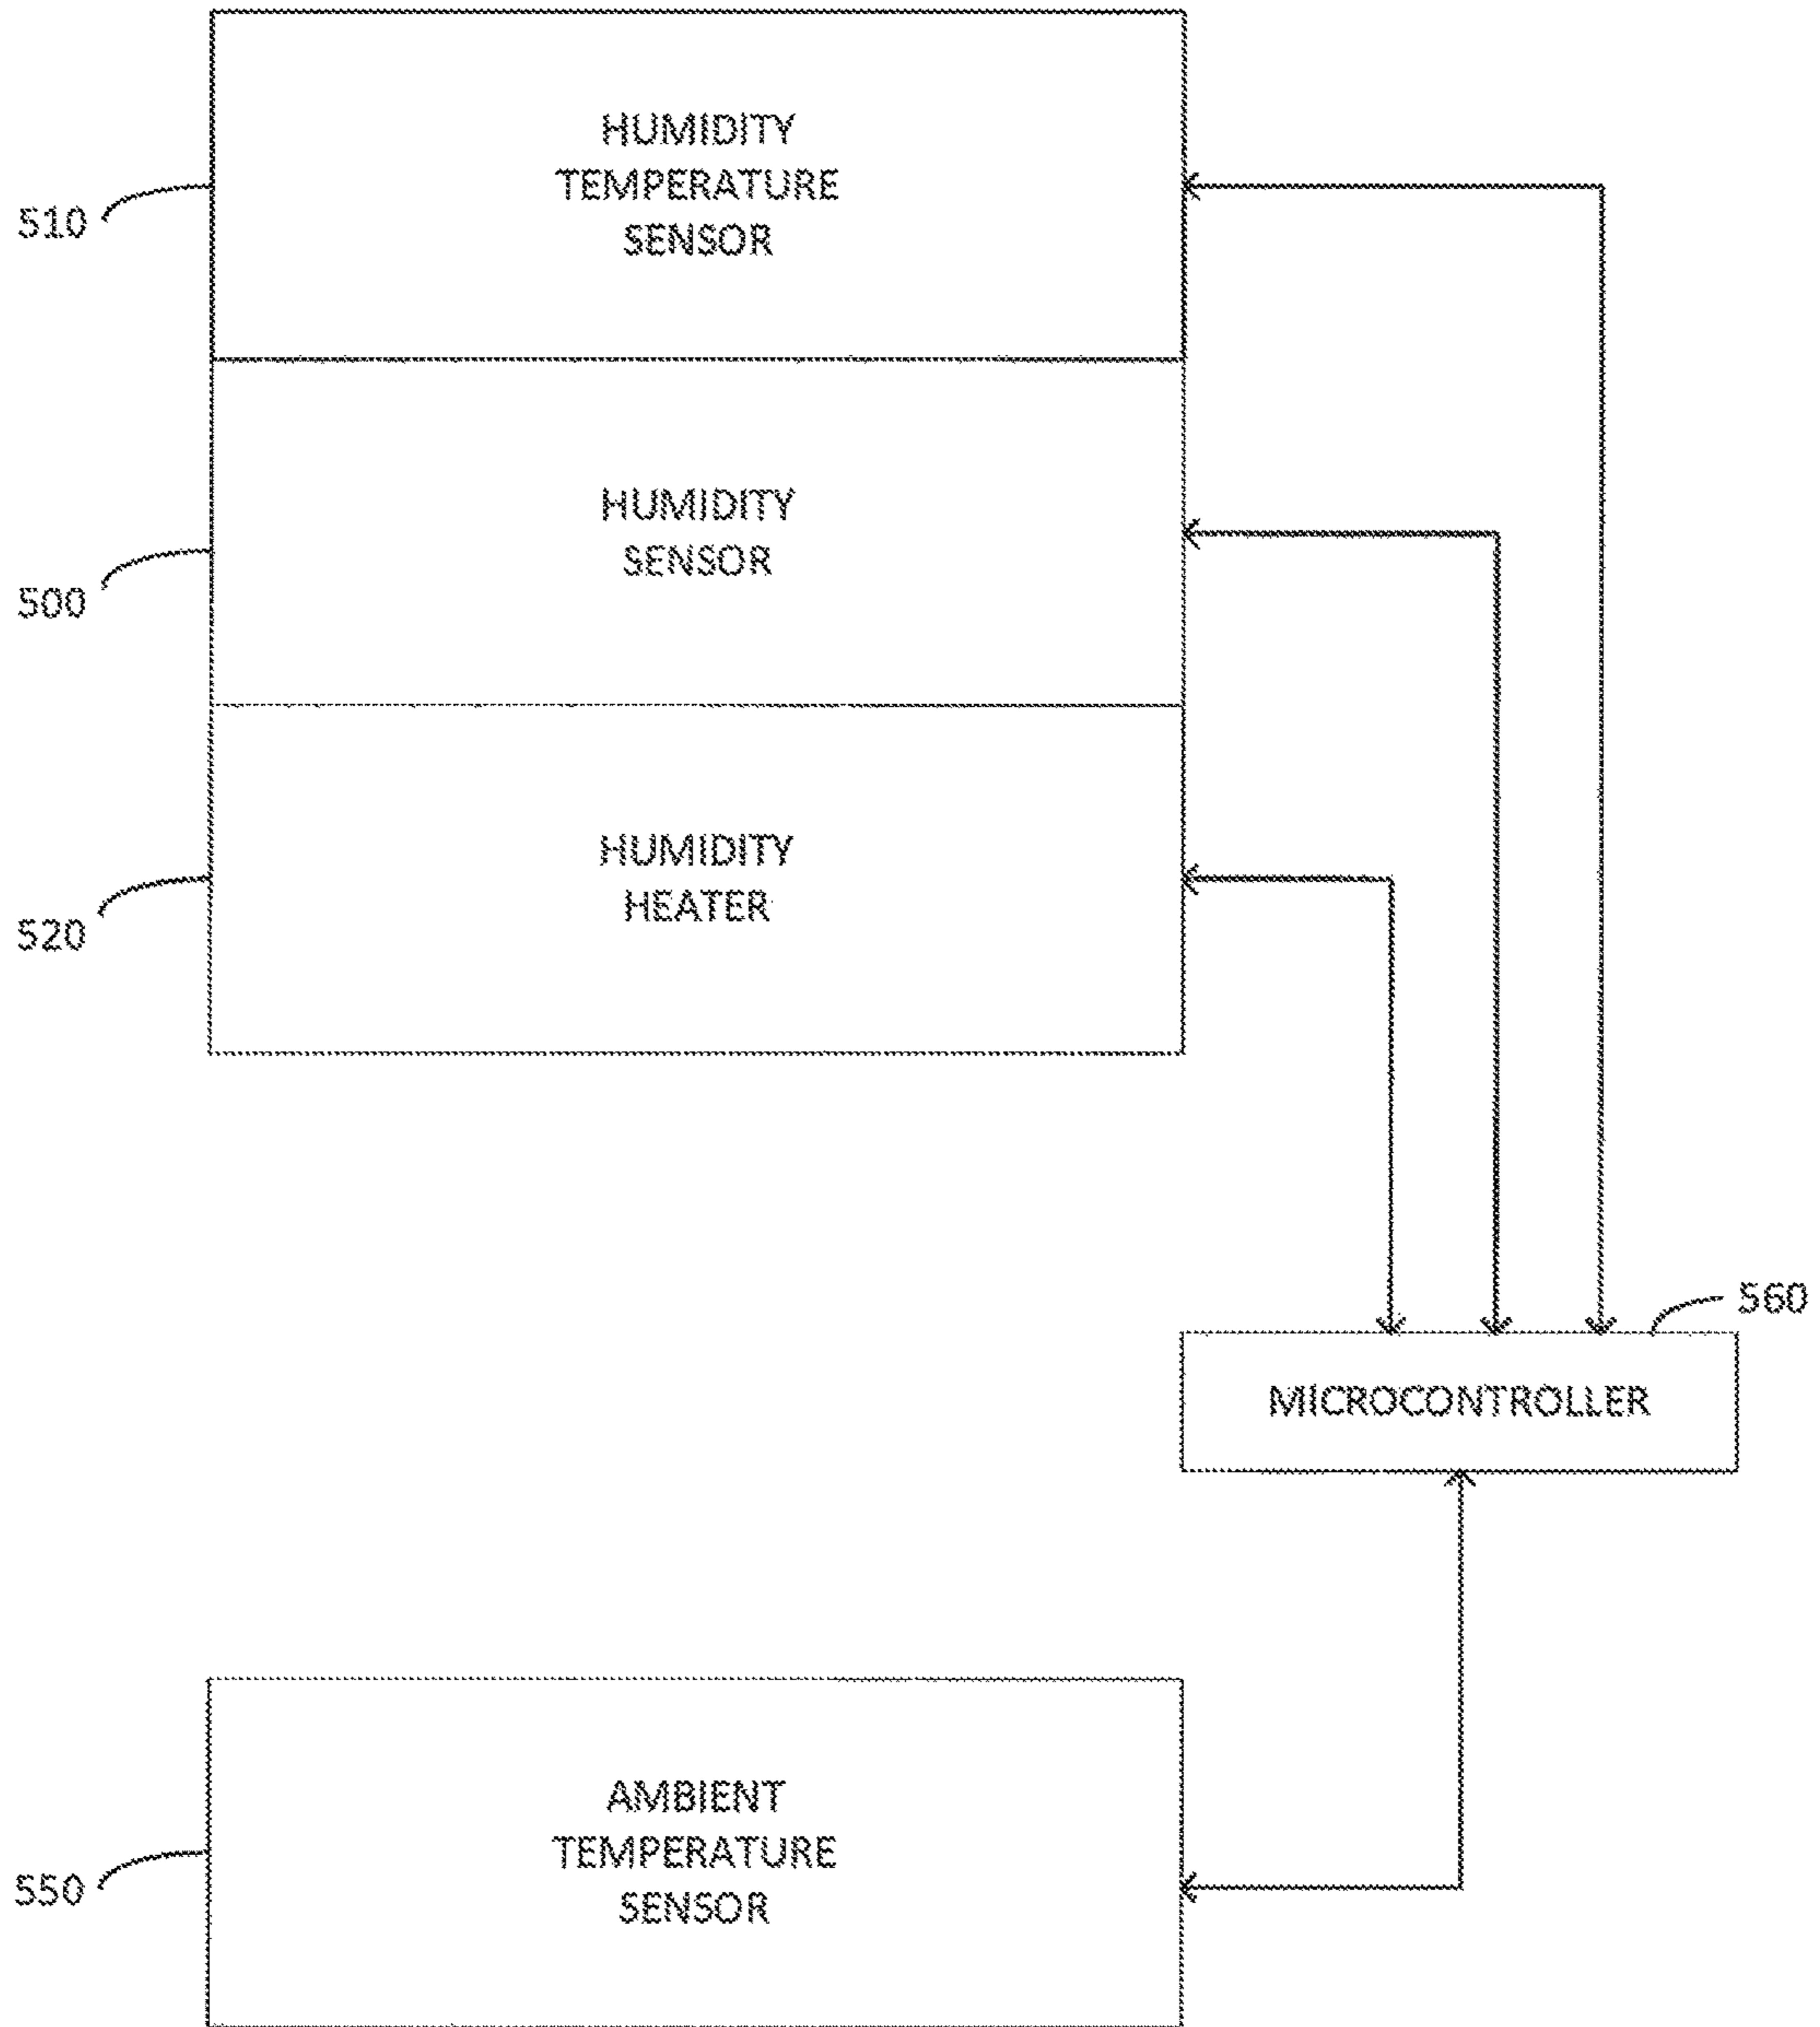 HUMIDITY
TEMPERATURE
SENSOR
510
HUMIDITY
SENSOR
500
HUMIDITY
HEATER
520
560
MICROCONTROLLER
AMBIENT
TEMPERATURE
SENSOR
550